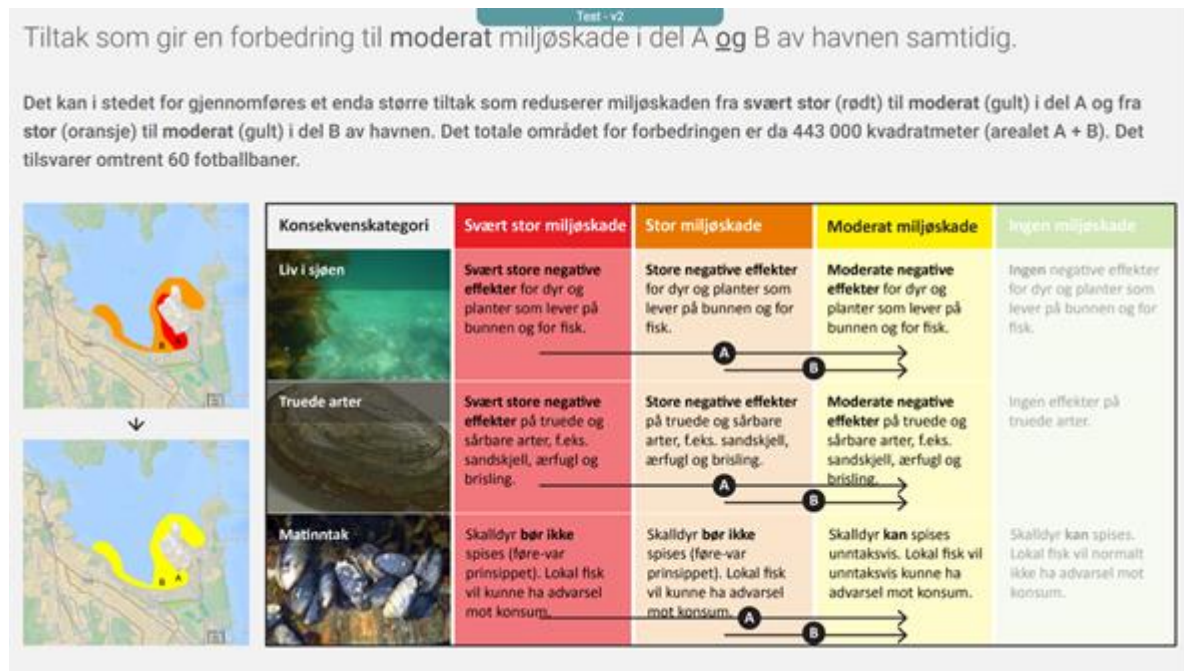 Test - v2
Tiltak som gir en forbedring til moderat miljøskade i del A og B av havnen samtidig.
Det kan i stedet for gjennomføres et enda større tiltak som reduserer miljøskaden fra svært stor (rødt) til moderat (gult) i del A og fra
stor (oransje) til moderat (gult) i del B av havnen. Det totale området for forbedringen er da 443 000 kvadratmeter (arealet A + B). Det
tilsvarer omtrent 60 fotballbaner.
B A
B A
Konsekvenskategori
Svært stor miljøskade
Stor miljøskade
Moderat miljøskade
Ingen miljøskade
Liv i sjøen
Svært store negative
effekter for dyr og
planter som lever på
bunnen og for fisk.
Store negative effekter
for dyr og planter som
lever på bunnen og for
fisk.
Moderate negative
effekter for dyr og
planter som lever på
bunnen og for fisk.
Ingen negative effekter
for dyr og planter som
lever på bunnen og for
fisk.
A
B
Truede arter
Svært store negative
effekter på truede og
sårbare arter, f.eks.
sandskjell, ærfugl og
brisling.
Store negative effekter
på truede og sårbare
arter, f.eks. sandskjell,
ærfugl og brisling.
Moderate negative
effekter på truede og
sårbare arter, f.eks.
sandskjell, ærfugl og
brisling.
Ingen effekter på
truede arter.
A
B
Matinntak
Skalldyr bør ikke
spises (føre-var
prinsippet). Lokal fisk
vil kunne ha advarsel
mot konsum.
Skalldyr bør ikke
spises (føre-var
prinsippet). Lokal fisk
vil kunne ha advarsel
mot konsum.
Skalldyr kan spises
unntaksvis. Lokal fisk vil
unntaksvis kunne ha
advarsel mot konsum.
Skalldyr kan spises.
Lokal fisk vil normalt
ikke ha advarsel mot
konsum.
A
B